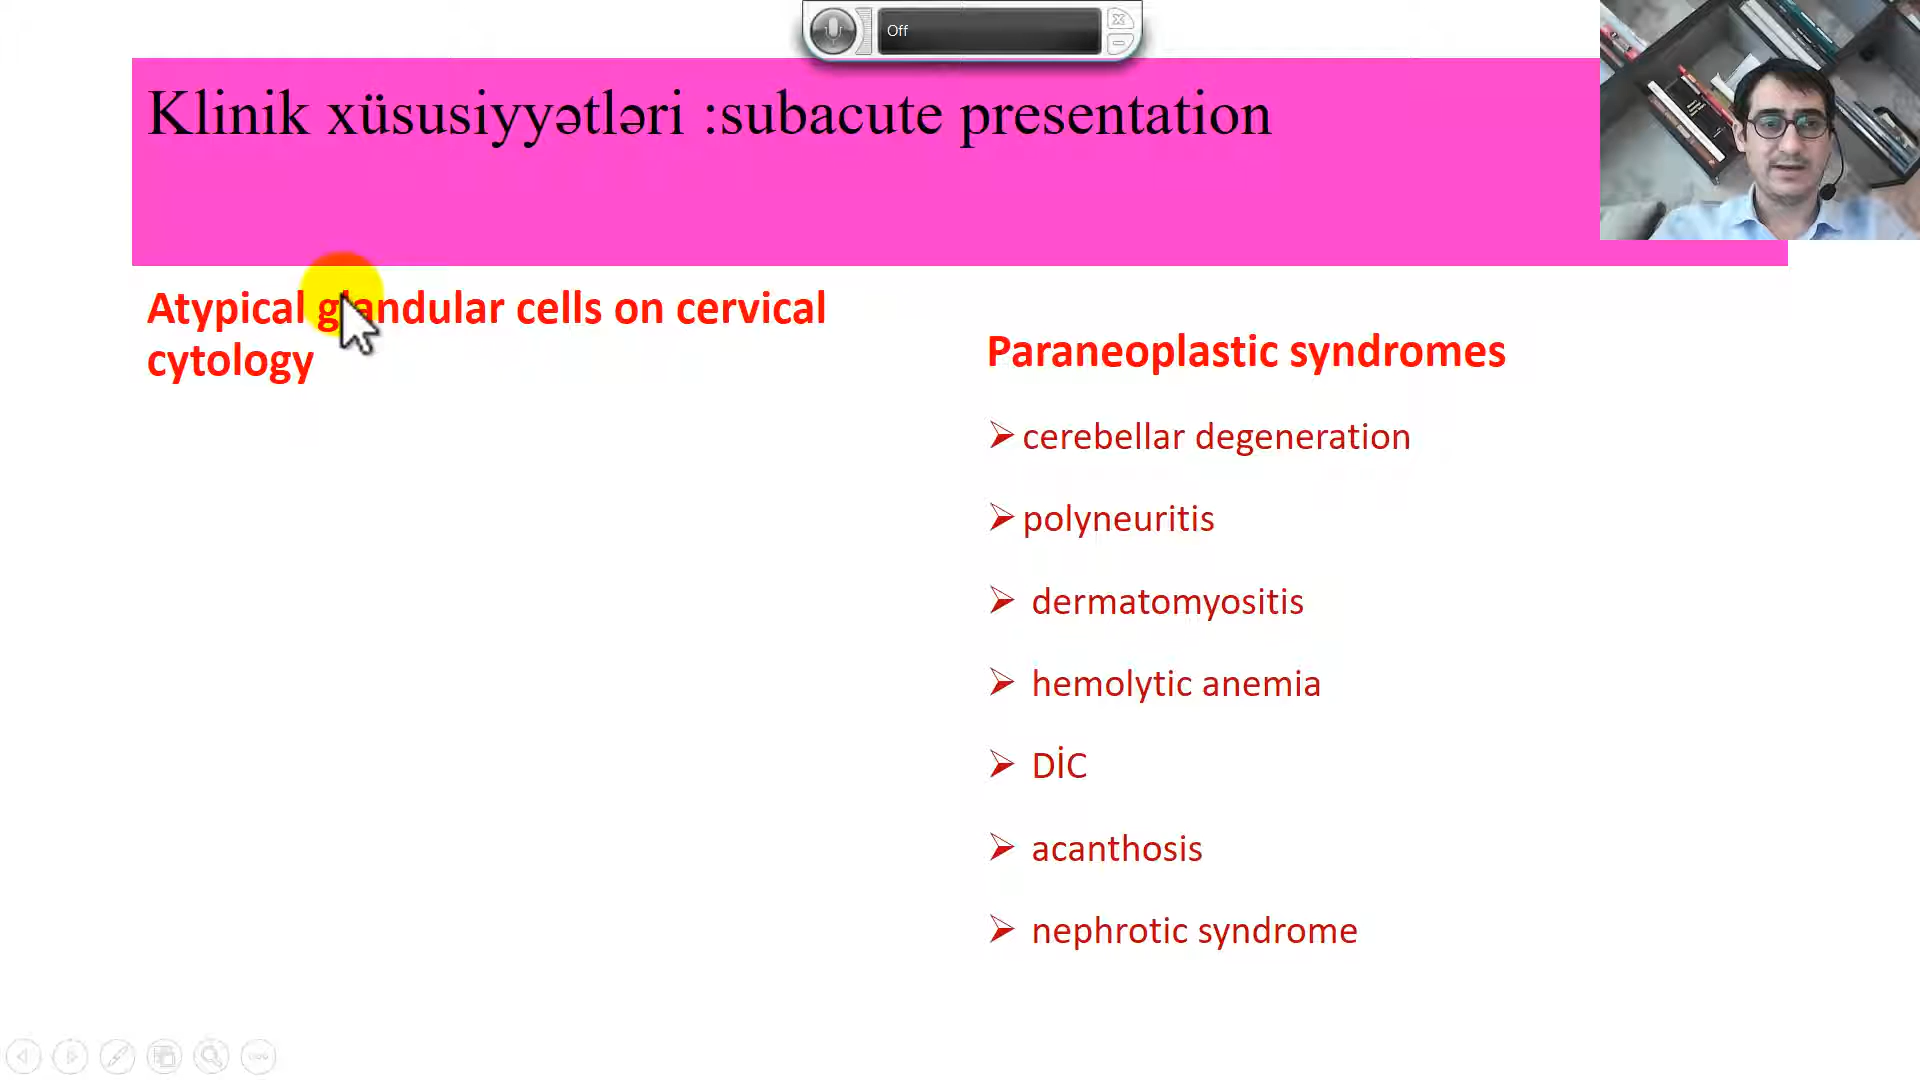 Off
Klinik xüsusiyyətləri :subacute presentation
Atypical glandular cells on cervical
cytology
Paraneoplastic syndromes
cerebellar degeneration
polyneuritis
dermatomyositis
hemolytic anemia
DİC
acanthosis
nephrotic syndrome